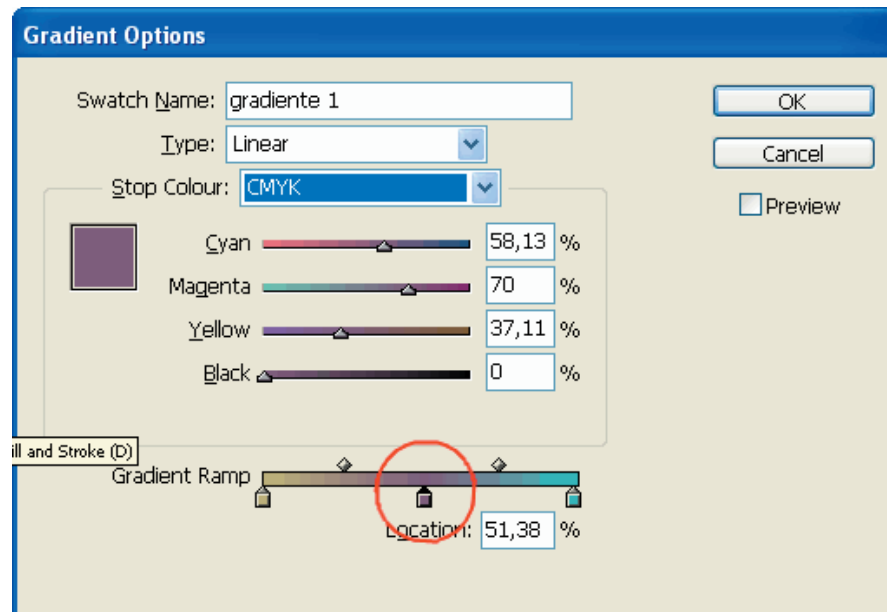 Gradient Options
Swatch Name: gradiente 1
OK
Type: Linear
Cancel
Stop Colour: CMYK
Preview
Cyan 58,13 %
Magenta 70 %
Yellow 37,11 %
Black 0 %
ill and Stroke (D)
Gradient Ramp
Location: 51,38 %